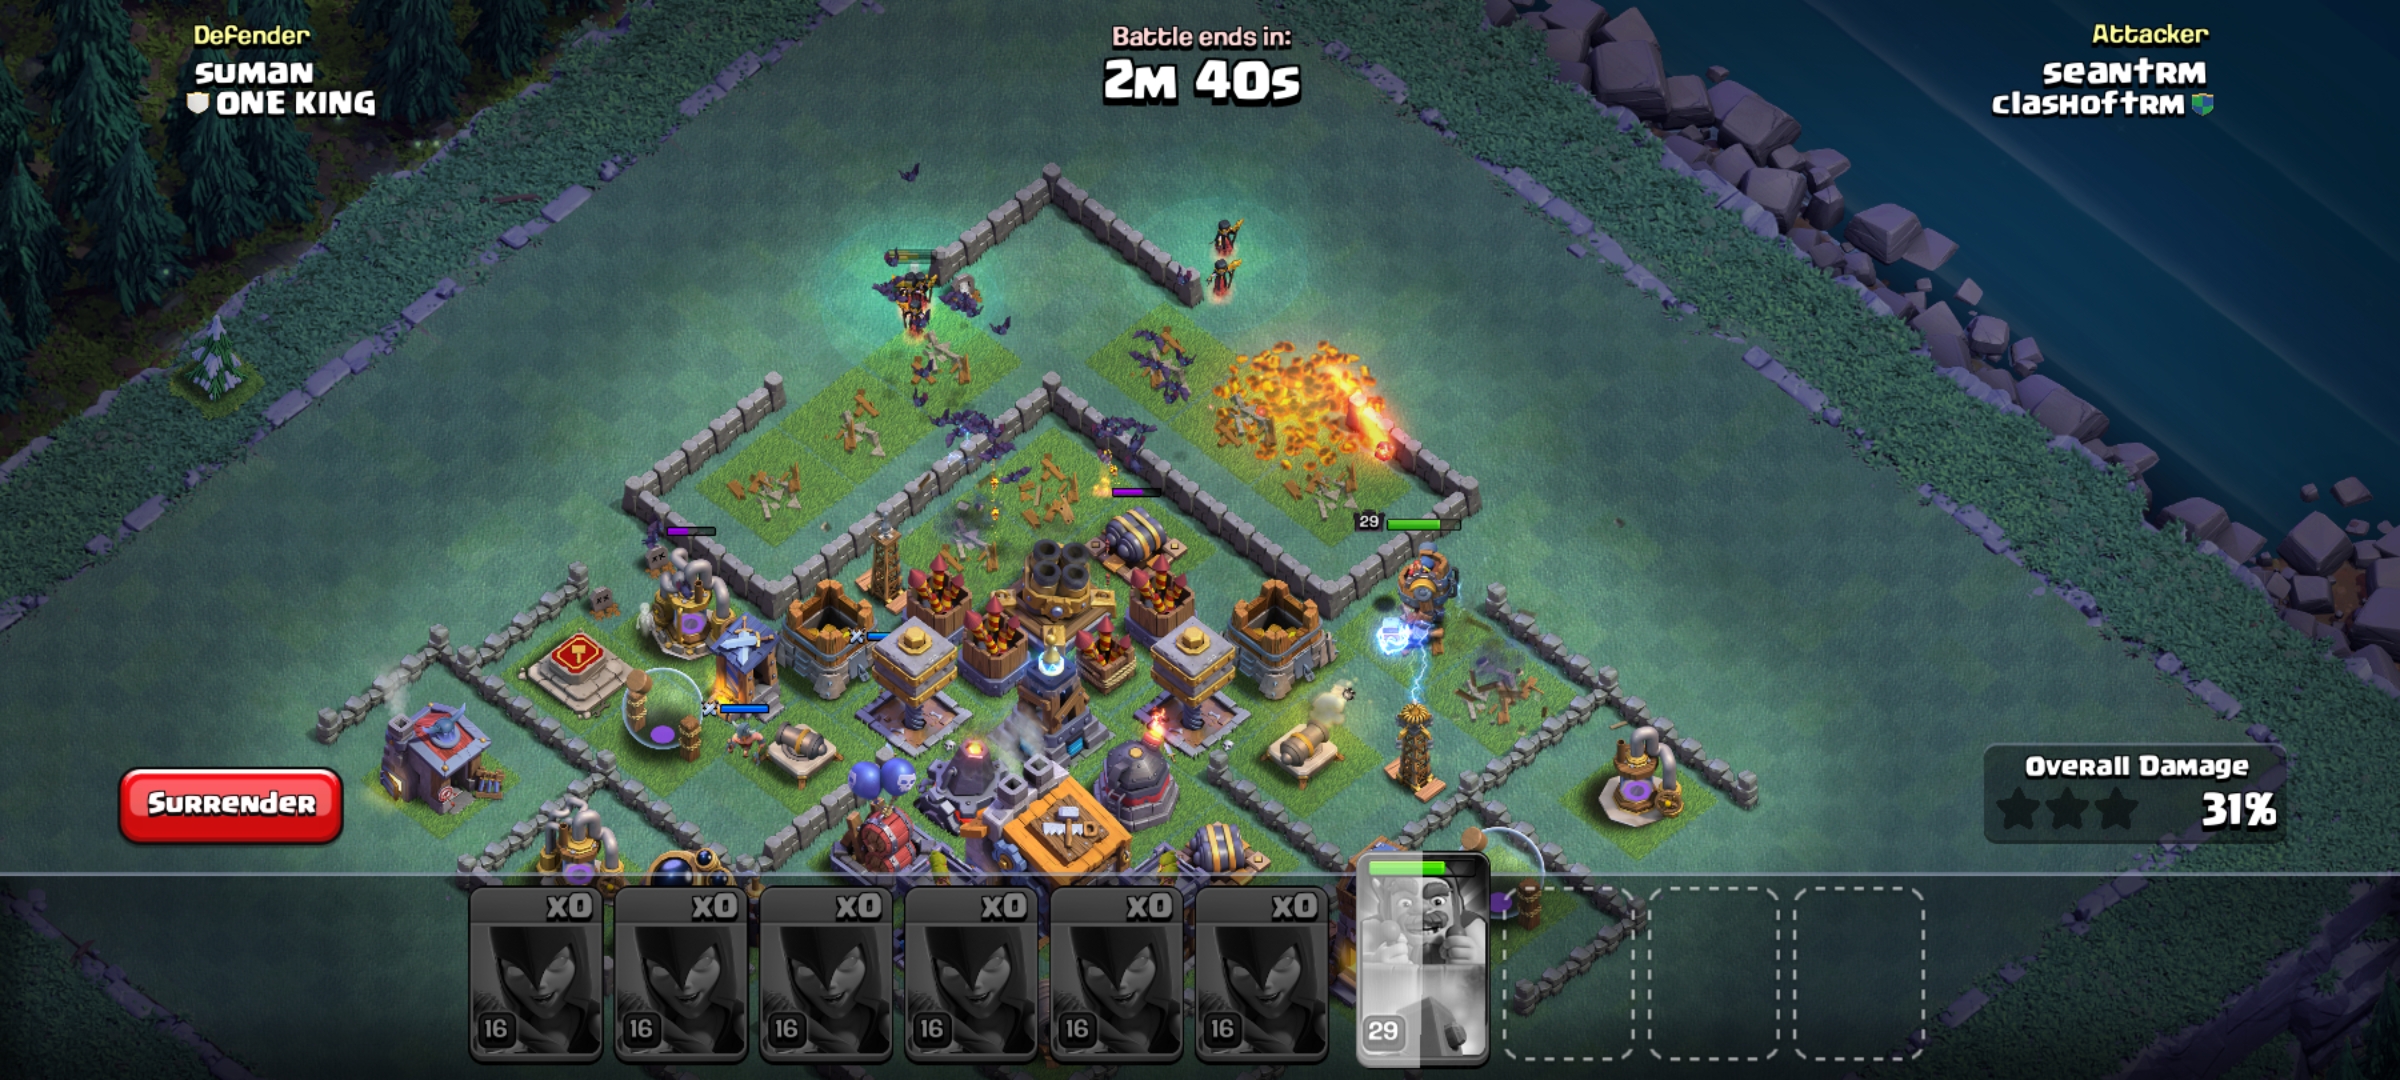 Defender
suman
ONE KING
Battle ends in:
2M 40s
Attacker
seantRM
clashoftRM
29
Surrender
Overall Damage
31%
x0
x0
x0
x0
x0
x0
16
16
16
16
16
16
29